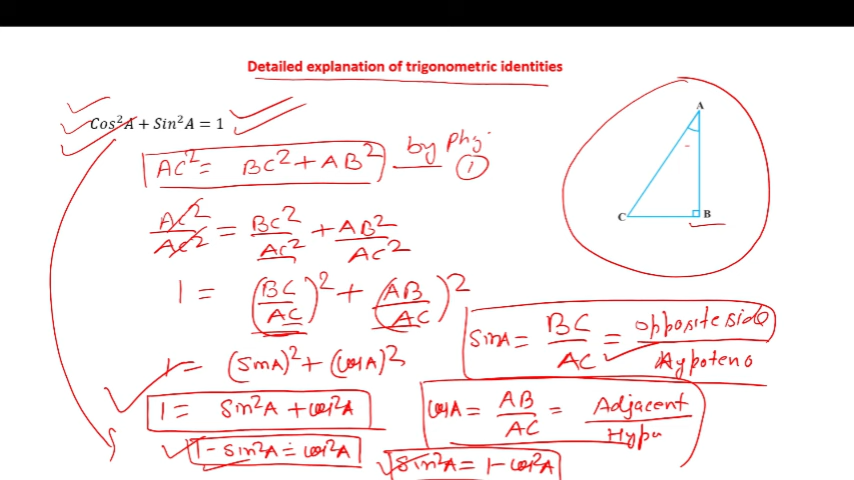 Detailed explanation of trigonometric identities
Cos²A + Sin²A = 1
AC² = BC² + AB² by Phy. ①
AC²/AC² = BC²/AC² + AB²/AC²
1 = (BC/AC)² + (AB/AC)²
1 = (SinA)² + (cosA)²
1 = Sin²A + cos²A
1 - sin²A = cos²A
Sin²A = 1 - cos²A
A
C
B
SinA = BC/AC = Opposite side/Hypoteno
cosA = AB/AC = Adjacent/Hypo